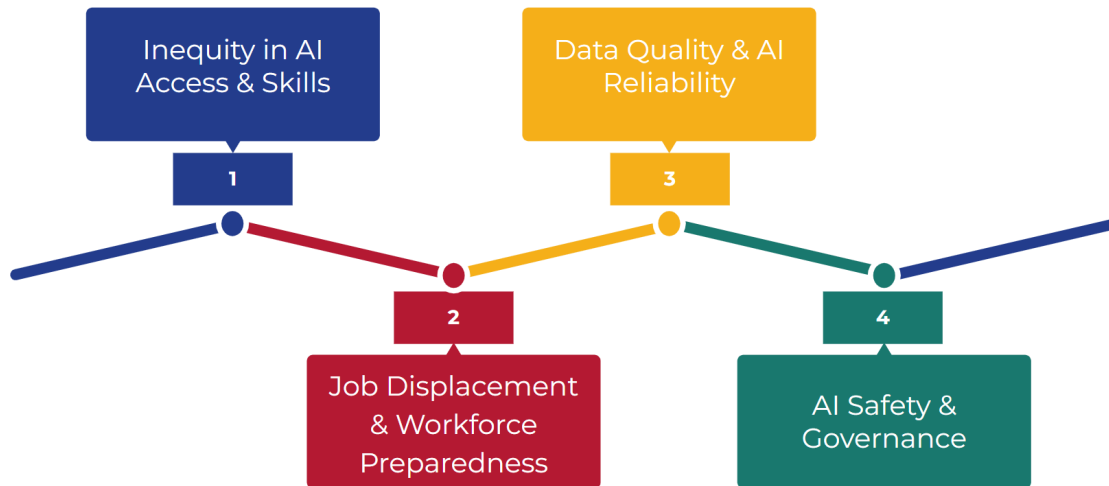 Inequity in AI
Access & Skills
1
2
Job Displacement
& Workforce
Preparedness
Data Quality & AI
Reliability
3
4
AI Safety &
Governance